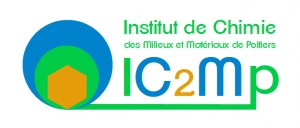 Institut de Chimie
des Milieux et Matériaux de Poitiers
IC2Mp